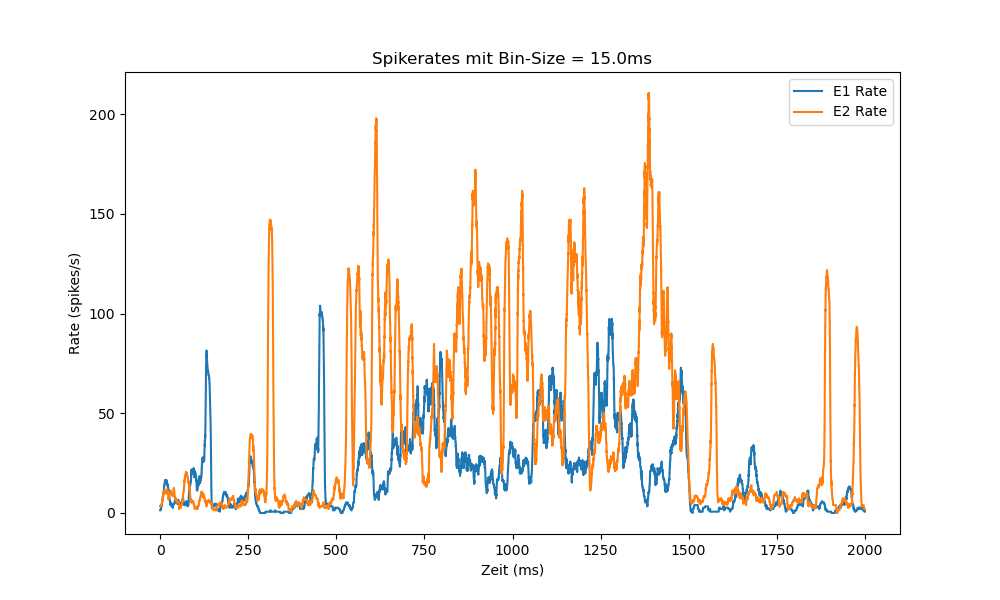 Spikerates mit Bin-Size = 15.0ms
E1 Rate
E2 Rate
Rate (spikes/s)
200
150
100
50
0
0 250 500 750 1000 1250 1500 1750 2000
Zeit (ms)